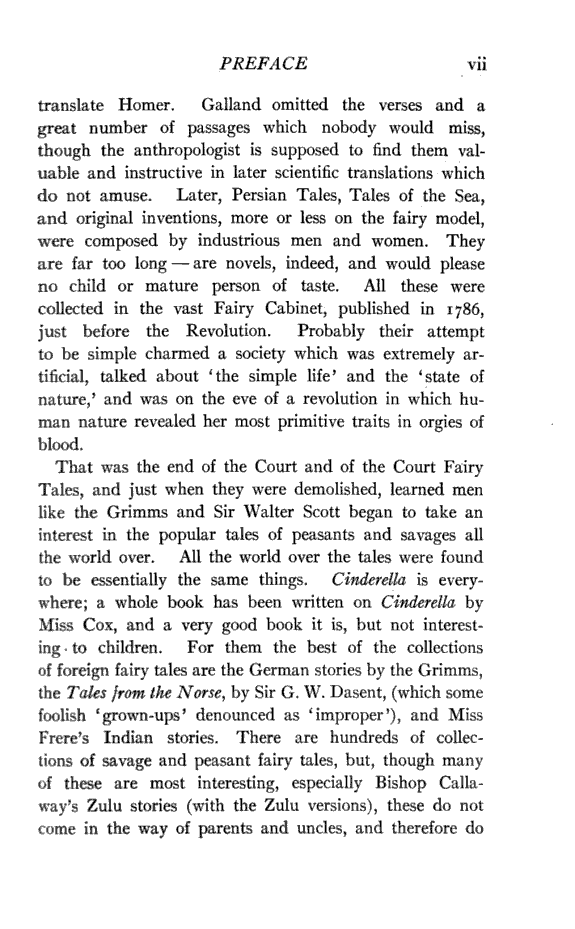 PREFACE vii
translate Homer. Galland omitted the verses and a
great number of passages which nobody would miss,
though the anthropologist is supposed to find them val-
uable and instructive in later scientific translations which
do not amuse. Later, Persian Tales, Tales of the Sea,
and original inventions, more or less on the fairy model,
were composed by industrious men and women. They
are far too long — are novels, indeed, and would please
no child or mature person of taste. All these were
collected in the vast Fairy Cabinet, published in 1786,
just before the Revolution. Probably their attempt
to be simple charmed a society which was extremely ar-
tificial, talked about ‘the simple life’ and the ‘state of
nature,’ and was on the eve of a revolution in which hu-
man nature revealed her most primitive traits in orgies of
blood.
That was the end of the Court and of the Court Fairy
Tales, and just when they were demolished, learned men
like the Grimms and Sir Walter Scott began to take an
interest in the popular tales of peasants and savages all
the world over. All the world over the tales were found
to be essentially the same things. Cinderella is every-
where; a whole book has been written on Cinderella by
Miss Cox, and a very good book it is, but not interest-
ing to children. For them the best of the collections
of foreign fairy tales are the German stories by the Grimms,
the Tales from the Norse, by Sir G. W. Dasent, (which some
foolish ‘grown-ups’ denounced as ‘improper’), and Miss
Frere’s Indian stories. There are hundreds of collec-
tions of savage and peasant fairy tales, but, though many
of these are most interesting, especially Bishop Calla-
way’s Zulu stories (with the Zulu versions), these do not
come in the way of parents and uncles, and therefore do